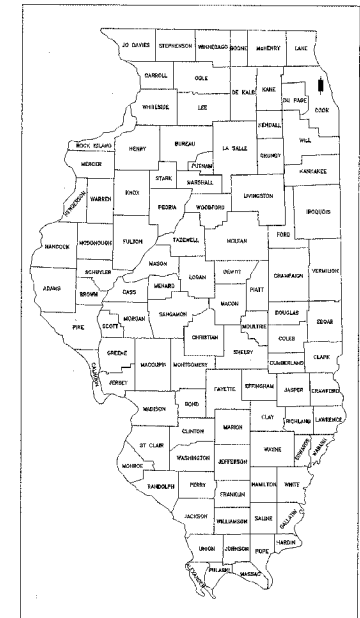 JO DAVIES STEPHENSON WINNEBAGO BOONE McHENRY LAKE
CARROLL OGLE DE KALB KANE COOK
DU PAGE
WHITESIDE LEE
KENDALL
ROCK ISLAND HENRY BUREAU LA SALLE GRUNDY WILL
MERCER PUTNAM KANKAKEE
STARK MARSHALL
HENDERSON WARREN KNOX PEORIA WOODFORD LIVINGSTON IROQUOIS
HANCOCK McDONOUGH FULTON TAZEWELL McLEAN FORD
MASON
SCHUYLER LOGAN DEWITT CHAMPAIGN VERMILION
ADAMS BROWN CASS MENARD PIATT
MACON
PIKE SCOTT MORGAN SANGAMON DOUGLAS EDGAR
CHRISTIAN MOULTRIE COLES
GREENE SHELBY CLARK
CALHOUN MACOUPIN MONTGOMERY CUMBERLAND
JERSEY FAYETTE EFFINGHAM JASPER CRAWFORD
MADISON BOND
CLAY RICHLAND LAWRENCE
CLINTON MARION
ST CLAIR WAYNE EDWARDS WABASH
WASHINGTON JEFFERSON
MONROE
RANDOLPH PERRY HAMILTON WHITE
FRANKLIN
JACKSON WILLIAMSON SALINE GALLATIN
UNION JOHNSON POPE HARDIN
ALEXANDER PULASKI MASSAC